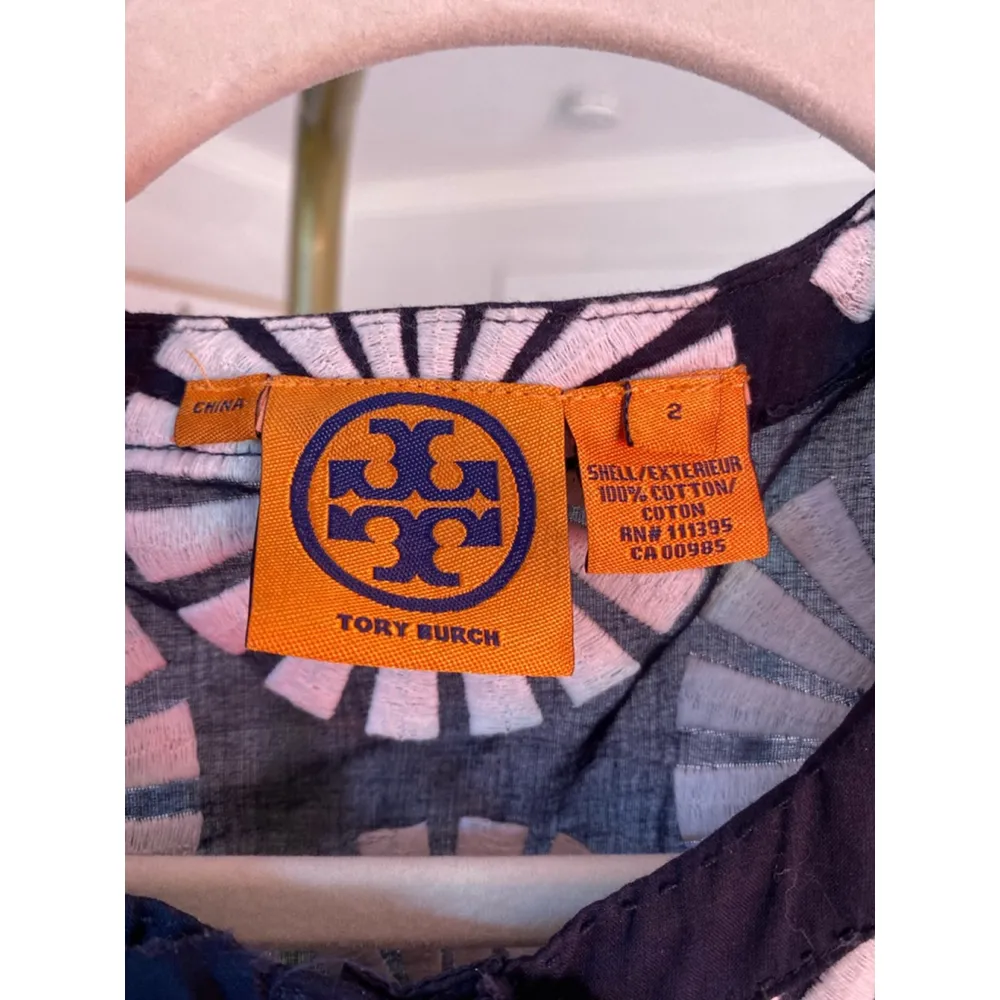 CHINA
TORY BURCH
2
SHELL/EXTERIEUR
100% COTTON/
COTON
RN# 111395
CA 00985